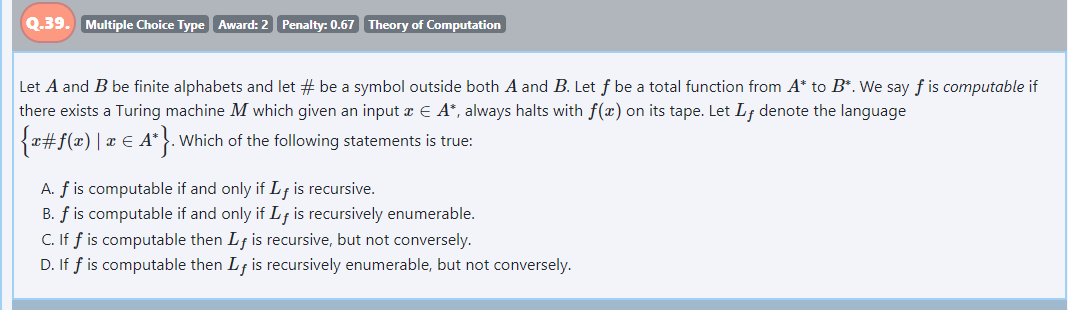 Q.39. Multiple Choice Type Award: 2 Penalty: 0.67 Theory of Computation
Let A and B be finite alphabets and let # be a symbol outside both A and B. Let f be a total function from A* to B*. We say f is computable if
there exists a Turing machine M which given an input x ∈ A*, always halts with f(x) on its tape. Let L_f denote the language
{x#f(x) | x ∈ A*}. Which of the following statements is true:
A. f is computable if and only if L_f is recursive.
B. f is computable if and only if L_f is recursively enumerable.
C. If f is computable then L_f is recursive, but not conversely.
D. If f is computable then L_f is recursively enumerable, but not conversely.